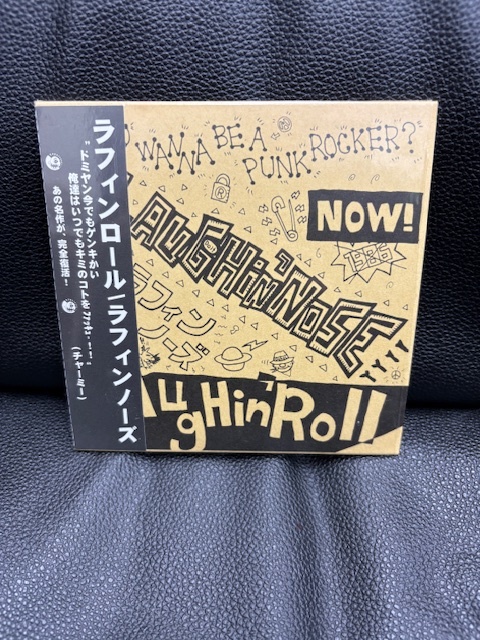 ラフィンロール/ラフィンノーズ
"ドミヤン今でもゲンキかい
俺達はいつでもキミのコトを
(チャーミー)
あの名作が、完全復活!
WANNA BE A
PUNK ROCKER?"
NOW!
1986
LAUGHIN'NOSE
ラフィン
ノーズ
LaugHin'Roll